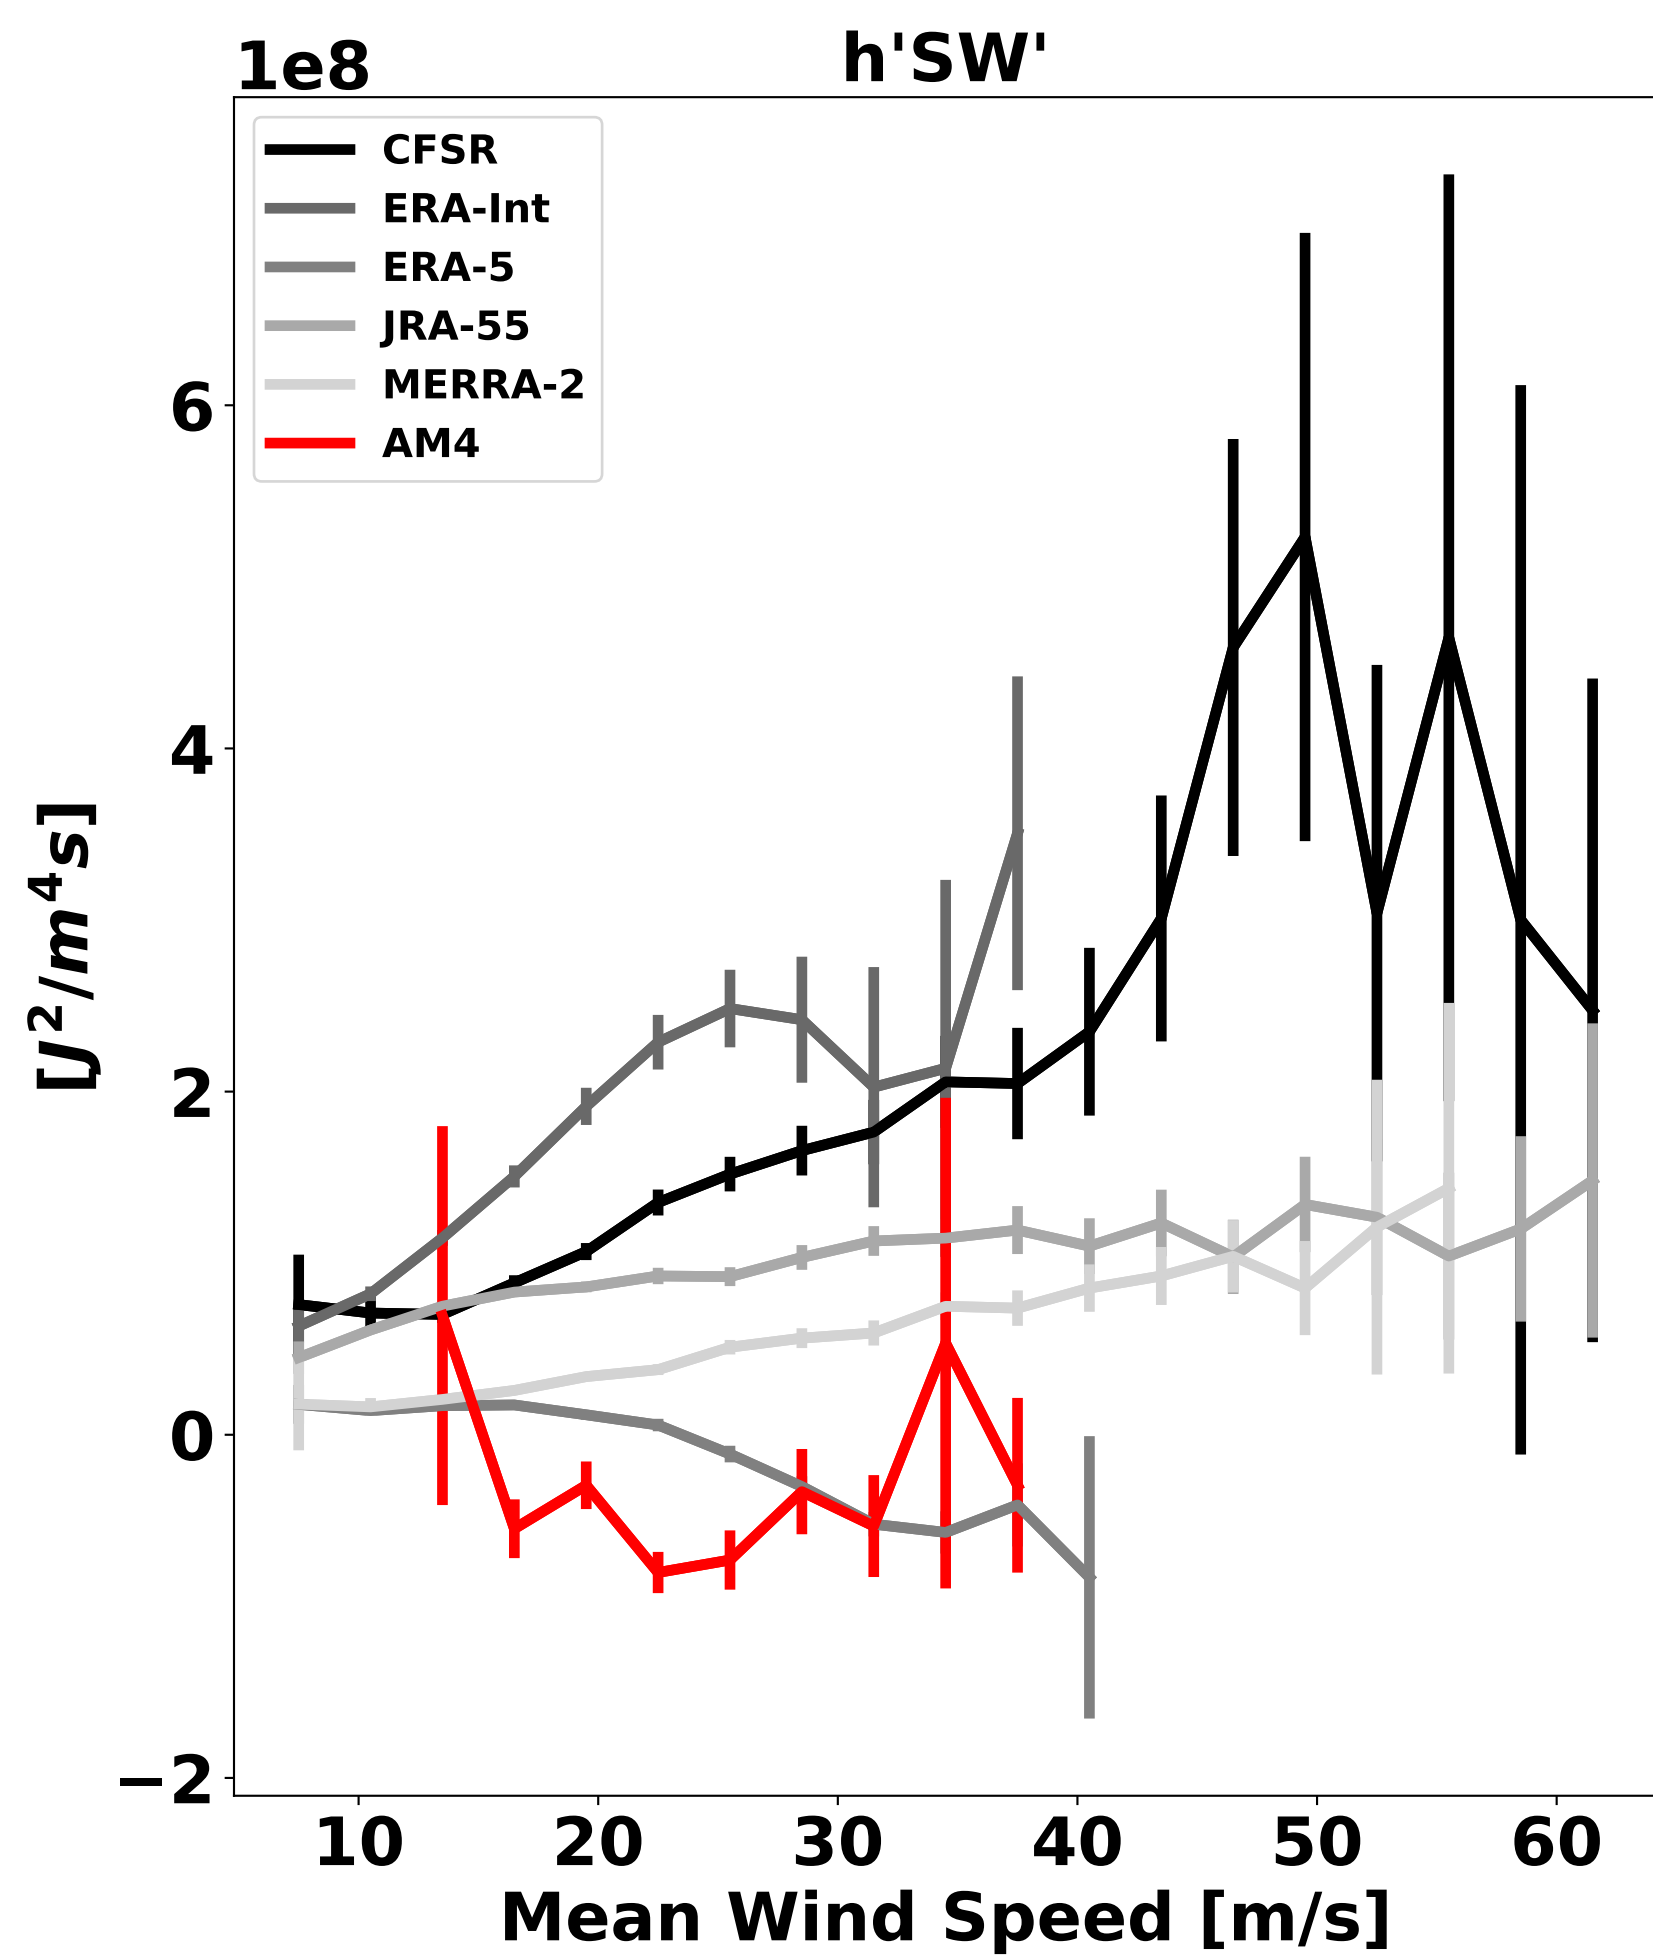 1e8
h'SW'
CFSR
ERA-Int
ERA-5
JRA-55
MERRA-2
AM4
6
4
2
0
−2
[J²/m⁴s]
10 20 30 40 50 60
Mean Wind Speed [m/s]